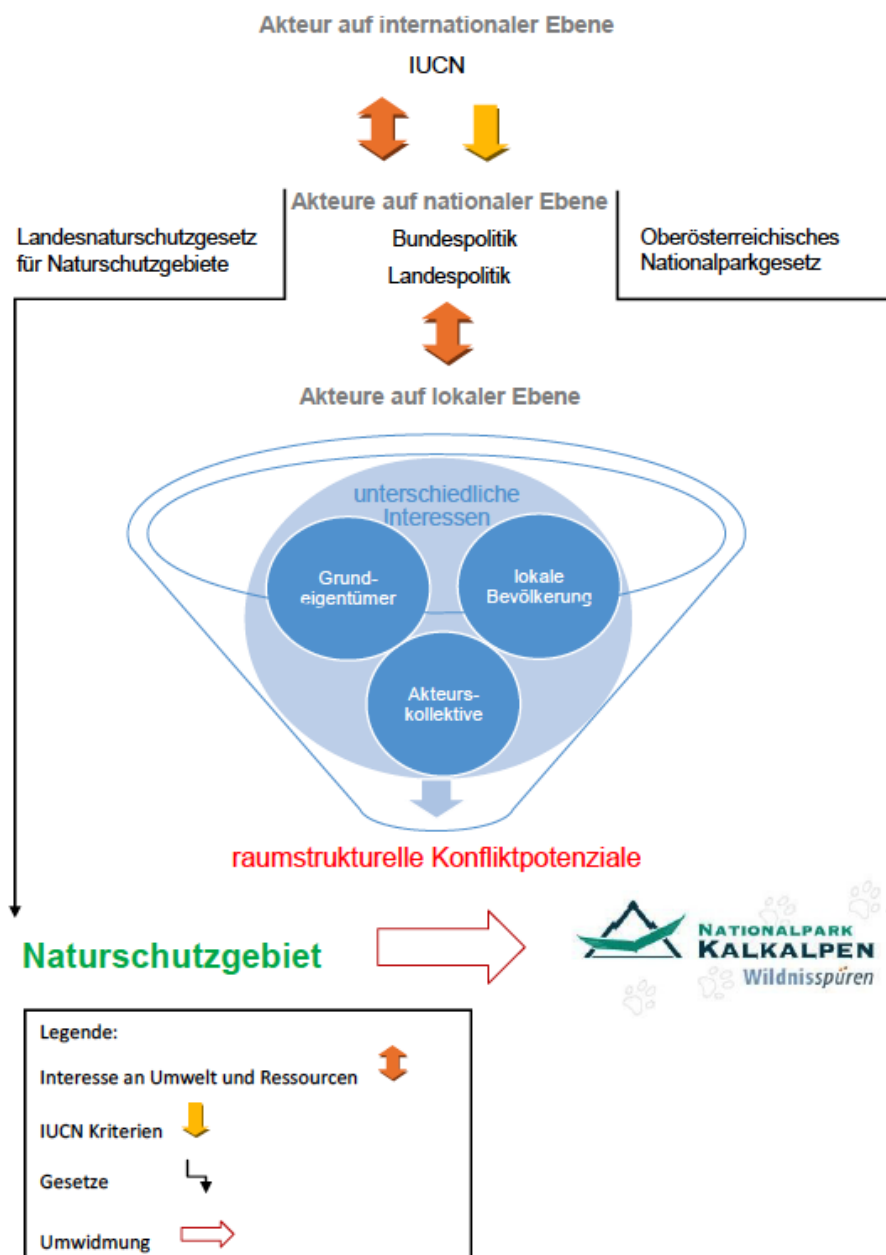 Akteur auf internationaler Ebene
IUCN
Akteure auf nationaler Ebene
Bundespolitik
Landespolitik
Landesnaturschutzgesetz
für Naturschutzgebiete
Oberösterreichisches
Nationalparkgesetz
Akteure auf lokaler Ebene
unterschiedliche
Interessen
Grund-
eigentümer
lokale
Bevölkerung
Akteurs-
kollektive
raumstrukturelle Konfliktpotenziale
Naturschutzgebiet
NATIONALPARK
KALKALPEN
Wildnisspüren
Legende:
Interesse an Umwelt und Ressourcen
IUCN Kriterien
Gesetze
Umwidmung